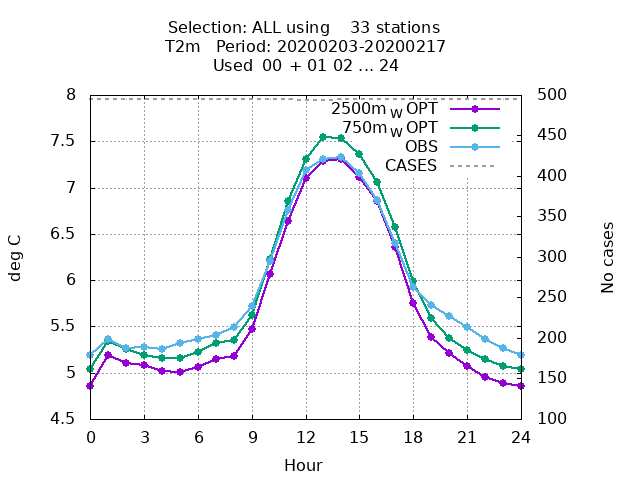 Selection: ALL using 33 stations
T2m Period: 20200203-20200217
Used 00 + 01 02 ... 24
8 500
2500m W OPT
7.5 450
750m W OPT
OBS
CASES
7 400
350
6.5 300
6 250
5.5 200
5 150
4.5 100
deg C
No cases
0 3 6 9 12 15 18 21 24
Hour